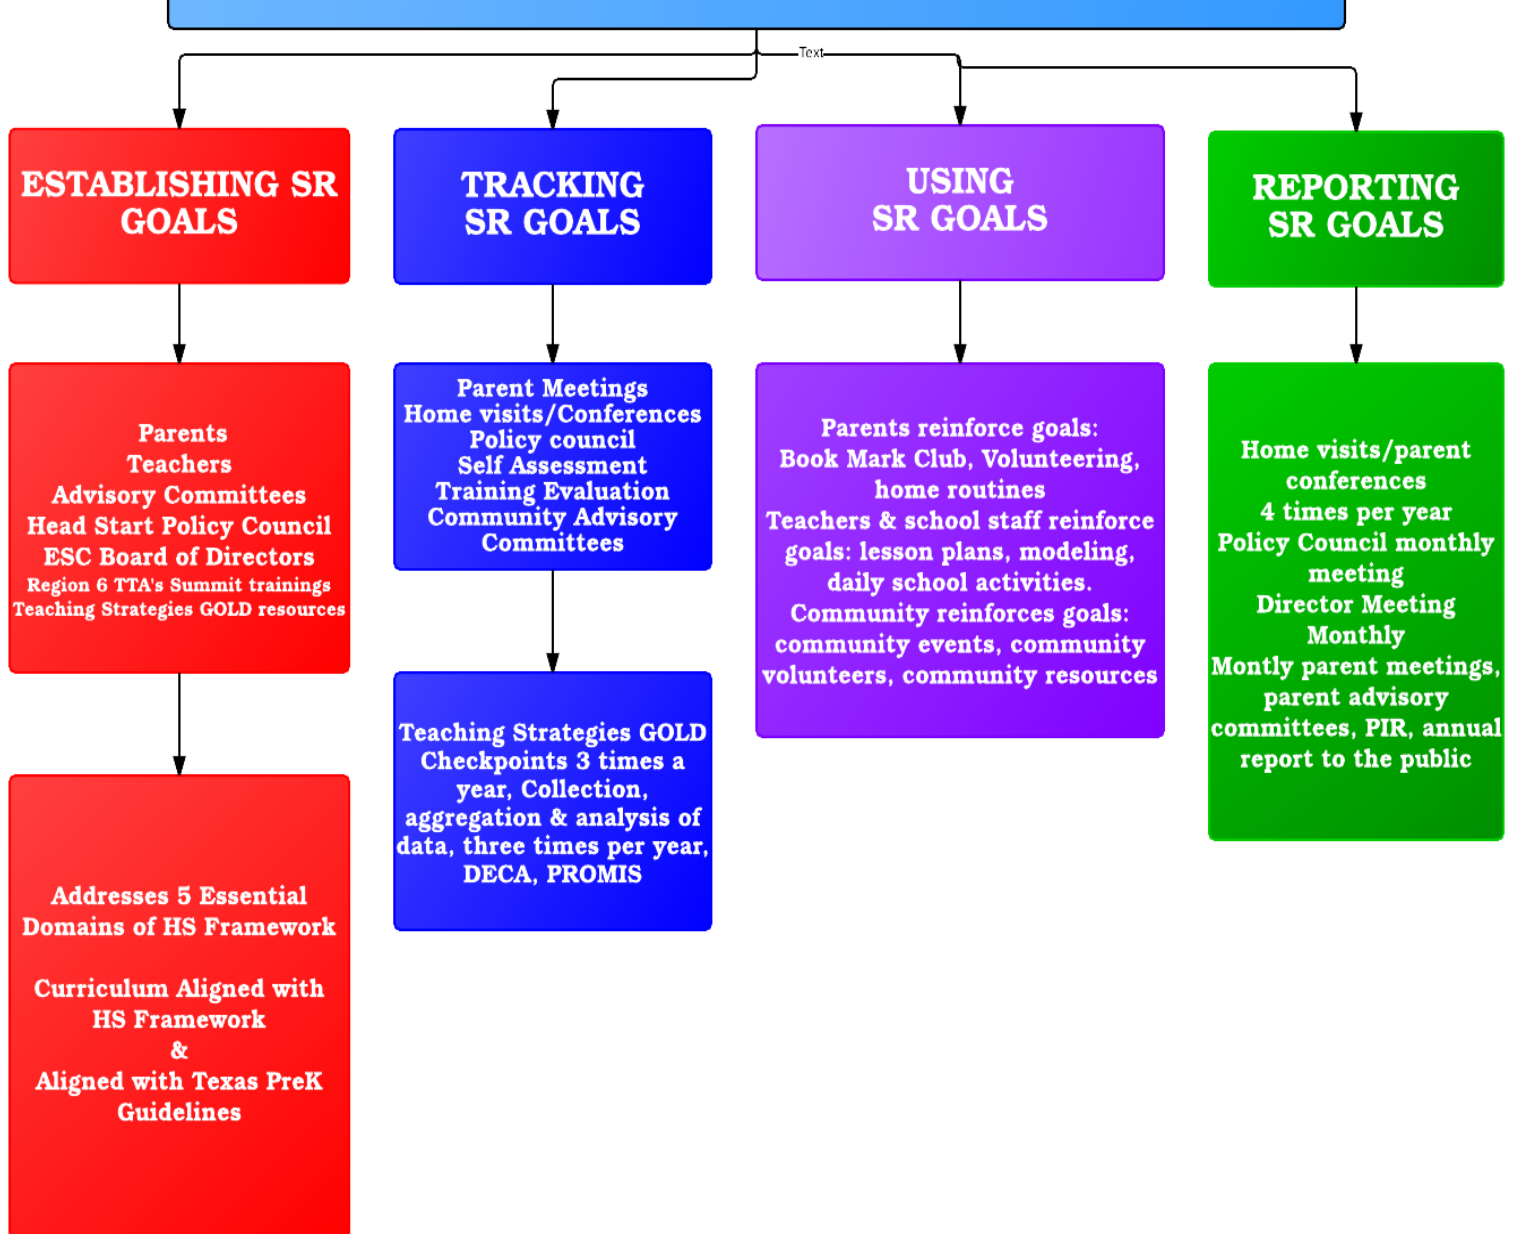 Text
ESTABLISHING SR
GOALS
TRACKING
SR GOALS
USING
SR GOALS
REPORTING
SR GOALS
Parents
Teachers
Advisory Committees
Head Start Policy Council
ESC Board of Directors
Region 6 TTA's Summit trainings
Teaching Strategies GOLD resources
Parent Meetings
Home visits/Conferences
Policy council
Self Assessment
Training Evaluation
Community Advisory
Committees
Parents reinforce goals:
Book Mark Club, Volunteering,
home routines
Teachers & school staff reinforce
goals: lesson plans, modeling,
daily school activities.
Community reinforces goals:
community events, community
volunteers, community resources
Home visits/parent
conferences
4 times per year
Policy Council monthly
meeting
Director Meeting
Monthly
Montly parent meetings,
parent advisory
committees, PIR, annual
report to the public
Teaching Strategies GOLD
Checkpoints 3 times a
year, Collection,
aggregation & analysis of
data, three times per year,
DECA, PROMIS
Addresses 5 Essential
Domains of HS Framework
Curriculum Aligned with
HS Framework
&
Aligned with Texas PreK
Guidelines